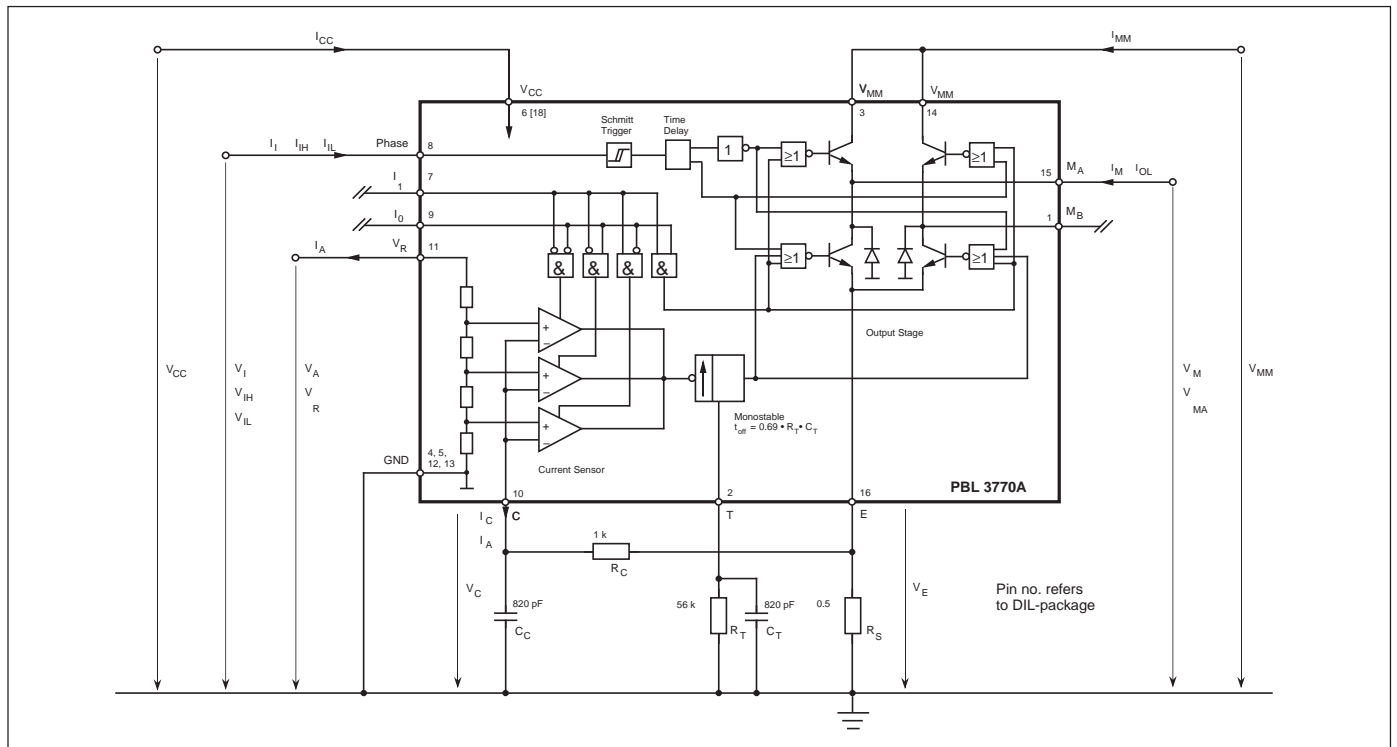 I CC
I MM
V CC
6 [18]
V MM
V MM
3
14
Schmitt
Trigger
Time
Delay
I I
I IH
I IL
Phase
8
1
≥1
≥1
15
M A
I M
I OL
I 1
7
I 0
9
1
M B
I A
V R
11
&
&
&
&
≥1
≥1
Output Stage
+
–
+
–
+
–
V CC
V I
V IH
V IL
V A
V R
V M
V MA
V MM
Monostable
t off = 0.69 • R T • C T
GND
4, 5,
12, 13
Current Sensor
PBL 3770A
10
2
16
I C
C
T
E
I A
1 k
R C
V C
V E
Pin no. refers
to DIL-package
820 pF
C C
56 k
R T
820 pF
C T
0.5
R S